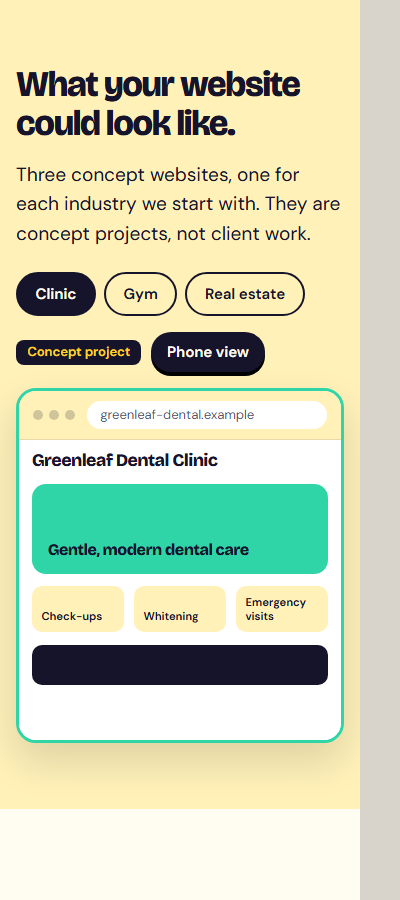 What your website
could look like.
Three concept websites, one for
each industry we start with. They are
concept projects, not client work.
Clinic
Gym
Real estate
Concept project
Phone view
greenleaf-dental.example
Greenleaf Dental Clinic
Gentle, modern dental care
Check-ups
Whitening
Emergency
visits